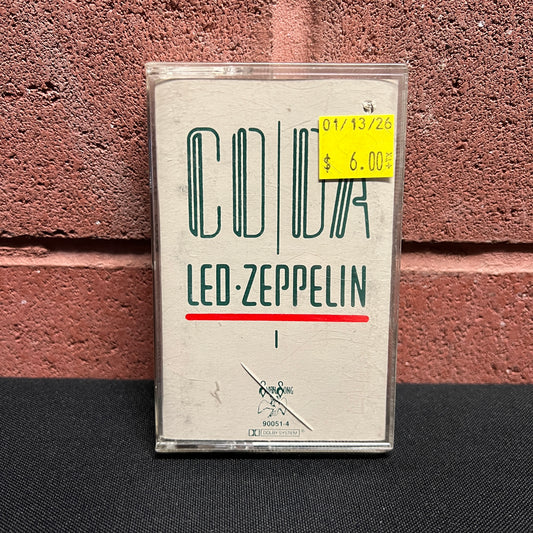 01/13/26
$ 6.00
CODA
LED·ZEPPELIN
SWAN SONG
90051-4
DOLBY SYSTEM